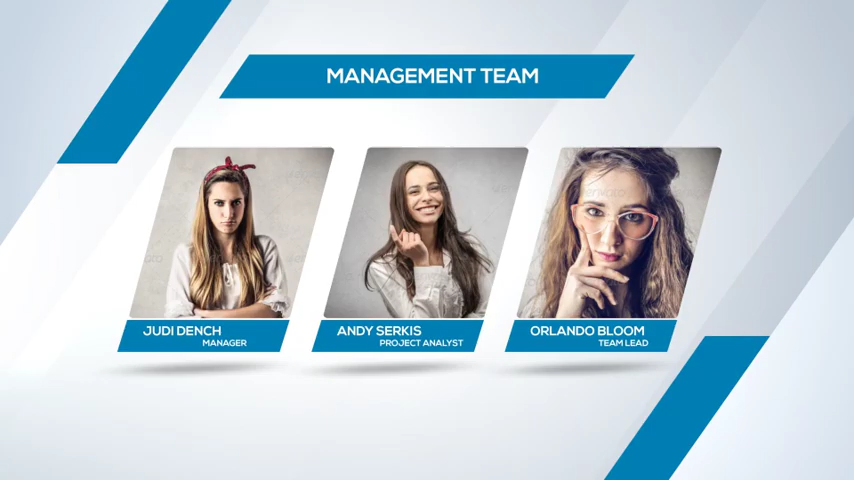 MANAGEMENT TEAM
JUDI DENCH
MANAGER
ANDY SERKIS
PROJECT ANALYST
ORLANDO BLOOM
TEAM LEAD